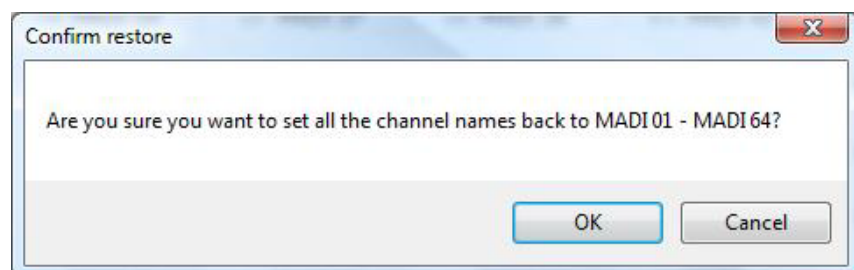 Confirm restore
Are you sure you want to set all the channel names back to MADI 01 - MADI 64?
OK Cancel